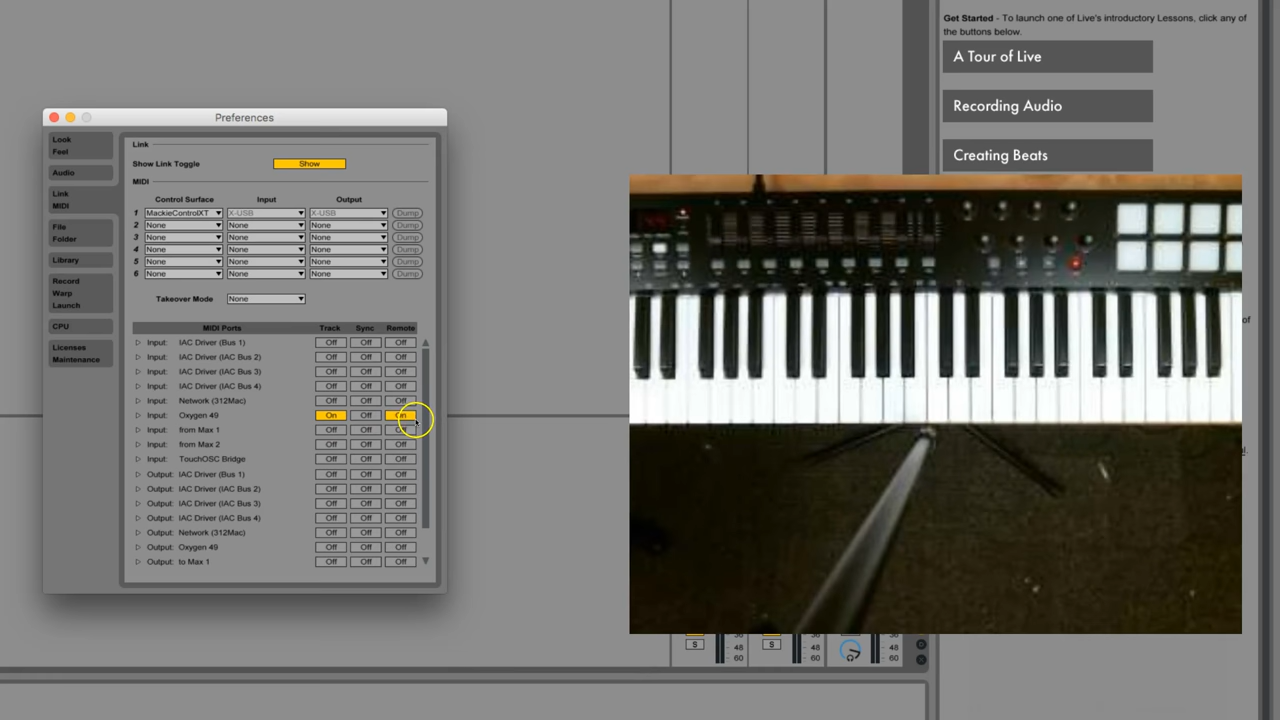 Get Started - To launch one of Live's introductory Lessons, click any of
the buttons below.
A Tour of Live
Recording Audio
Creating Beats
of
Preferences
Look
Feel
Audio
Link
MIDI
File
Folder
Library
Record
Warp
Launch
CPU
Licenses
Maintenance
Link
Show Link Toggle Show
MIDI
Control Surface Input Output
1 MackieControlXT X-USB X-USB Dump
2 None None None Dump
3 None None None Dump
4 None None None Dump
5 None None None Dump
6 None None None Dump
Takeover Mode None
MIDI Ports Track Sync Remote
Input: IAC Driver (Bus 1) Off Off Off
Input: IAC Driver (IAC Bus 2) Off Off Off
Input: IAC Driver (IAC Bus 3) Off Off Off
Input: IAC Driver (IAC Bus 4) Off Off Off
Input: Network (312Mac) Off Off Off
Input: Oxygen 49 On Off On
Input: from Max 1 Off Off Off
Input: from Max 2 Off Off Off
Input: TouchOSC Bridge Off Off Off
Output: IAC Driver (Bus 1) Off Off Off
Output: IAC Driver (IAC Bus 2) Off Off Off
Output: IAC Driver (IAC Bus 3) Off Off Off
Output: IAC Driver (IAC Bus 4) Off Off Off
Output: Network (312Mac) Off Off Off
Output: Oxygen 49 Off Off Off
Output: to Max 1 Off Off Off
S 48 S 48 48
60 60 60